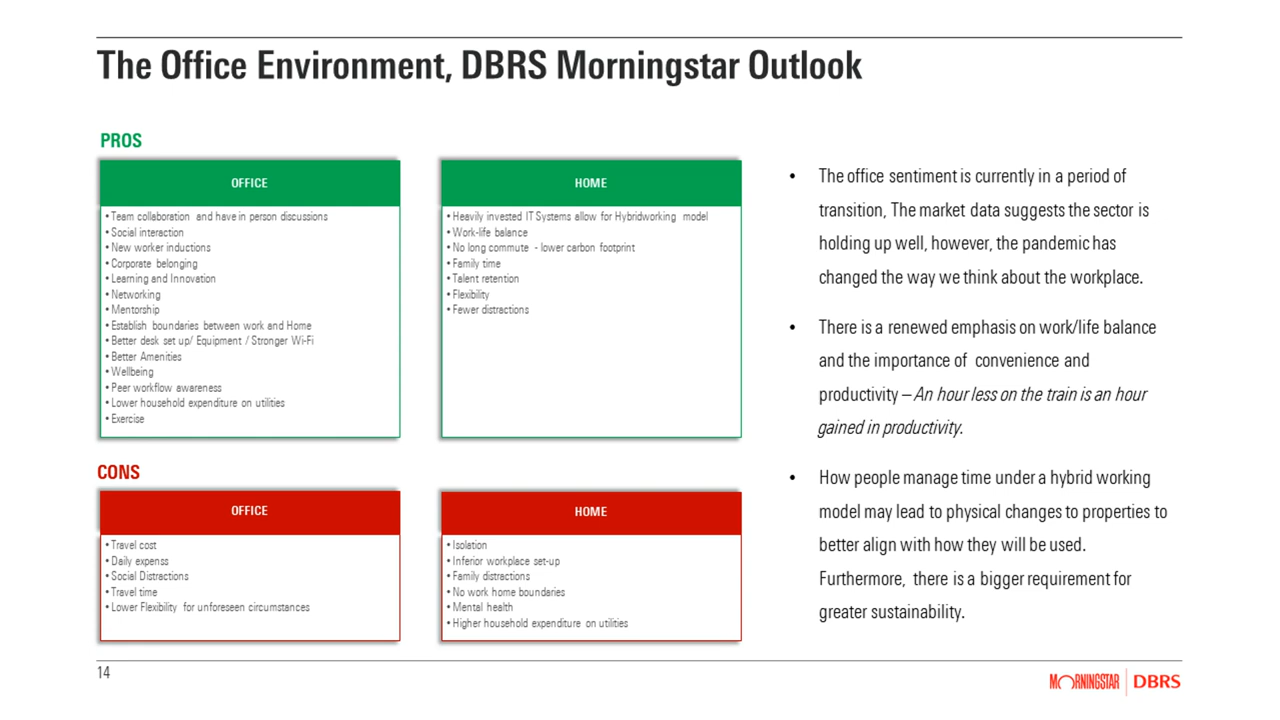 The Office Environment, DBRS Morningstar Outlook
PROS
OFFICE
• Team collaboration and have in person discussions
• Social interaction
• New worker inductions
• Corporate belonging
• Learning and Innovation
• Networking
• Mentorship
• Establish boundaries between work and Home
• Better desk set up/ Equipment / Stronger Wi-Fi
• Better Amenities
• Wellbeing
• Peer workflow awareness
• Lower household expenditure on utilities
• Exercise
HOME
• Heavily invested IT Systems allow for Hybridworking model
• Work-life balance
• No long commute - lower carbon footprint
• Family time
• Talent retention
• Flexibility
• Fewer distractions
CONS
OFFICE
• Travel cost
• Daily expenss
• Social Distractions
• Travel time
• Lower Flexibility for unforeseen circumstances
HOME
• Isolation
• Inferior workplace set-up
• Family distractions
• No work home boundaries
• Mental health
• Higher household expenditure on utilities
• The office sentiment is currently in a period of
transition, The market data suggests the sector is
holding up well, however, the pandemic has
changed the way we think about the workplace.
• There is a renewed emphasis on work/life balance
and the importance of convenience and
productivity – An hour less on the train is an hour
gained in productivity.
• How people manage time under a hybrid working
model may lead to physical changes to properties to
better align with how they will be used.
Furthermore, there is a bigger requirement for
greater sustainability.
14
MORNINGSTAR | DBRS